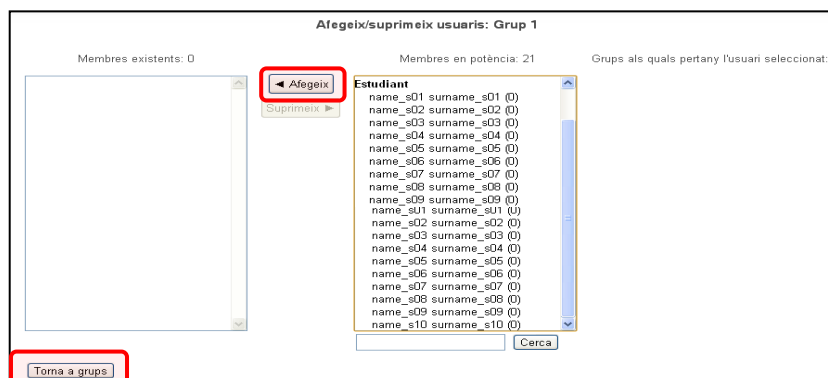 Afegeix/suprimeix usuaris: Grup 1
Membres existents: 0
Membres en potència: 21
Grups als quals pertany l'usuari seleccionat:
◄ Afegeix
Suprimeix ►
Estudiant
name_s01 surname_s01 (0)
name_s02 surname_s02 (0)
name_s03 surname_s03 (0)
name_s04 surname_s04 (0)
name_s05 surname_s05 (0)
name_s06 surname_s06 (0)
name_s07 surname_s07 (0)
name_s08 surname_s08 (0)
name_s09 surname_s09 (0)
name_s01 surname_s01 (0)
name_s02 surname_s02 (0)
name_s03 surname_s03 (0)
name_s04 surname_s04 (0)
name_s05 surname_s05 (0)
name_s06 surname_s06 (0)
name_s07 surname_s07 (0)
name_s08 surname_s08 (0)
name_s09 surname_s09 (0)
name_s10 surname_s10 (0)
Cerca
Torna a grups